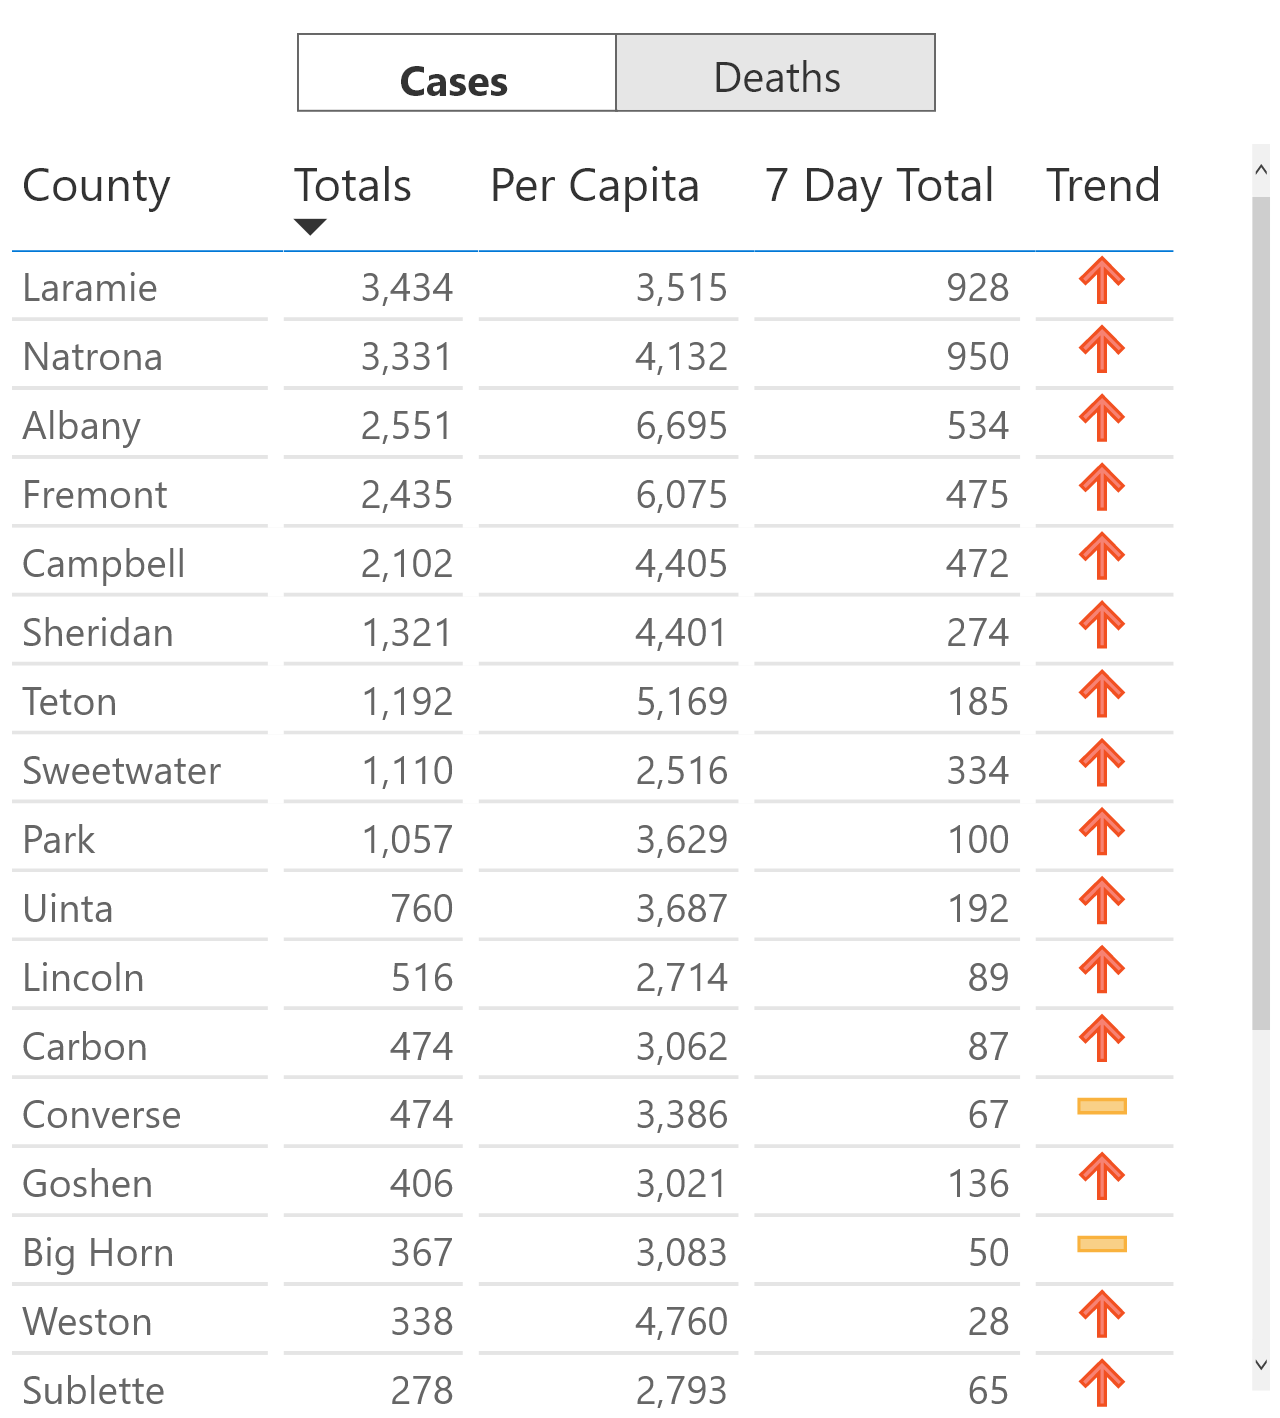 Cases Deaths
County Totals Per Capita 7 Day Total Trend
Laramie 3,434 3,515 928
Natrona 3,331 4,132 950
Albany 2,551 6,695 534
Fremont 2,435 6,075 475
Campbell 2,102 4,405 472
Sheridan 1,321 4,401 274
Teton 1,192 5,169 185
Sweetwater 1,110 2,516 334
Park 1,057 3,629 100
Uinta 760 3,687 192
Lincoln 516 2,714 89
Carbon 474 3,062 87
Converse 474 3,386 67
Goshen 406 3,021 136
Big Horn 367 3,083 50
Weston 338 4,760 28
Sublette 278 2,793 65